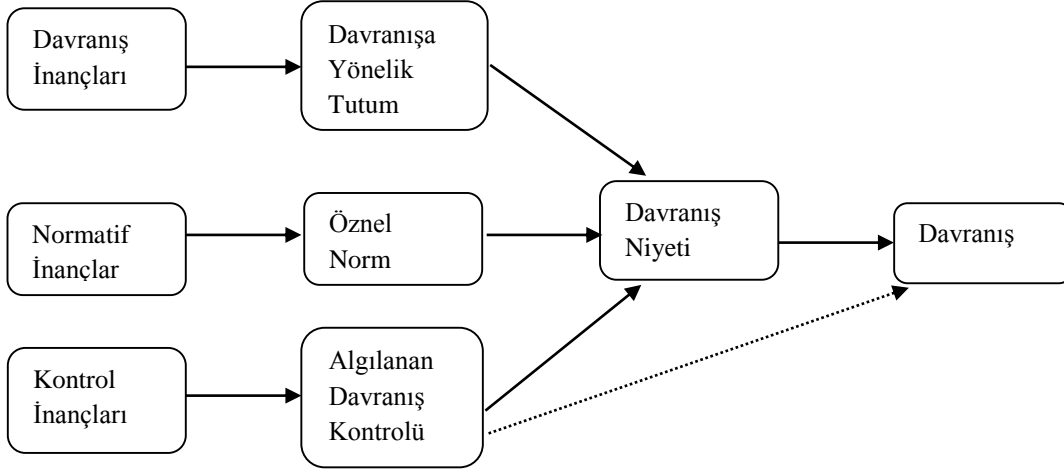 Davranış
İnançları
Davranışa
Yönelik
Tutum
Normatif
İnançlar
Öznel
Norm
Davranış
Niyeti
Davranış
Kontrol
İnançları
Algılanan
Davranış
Kontrolü